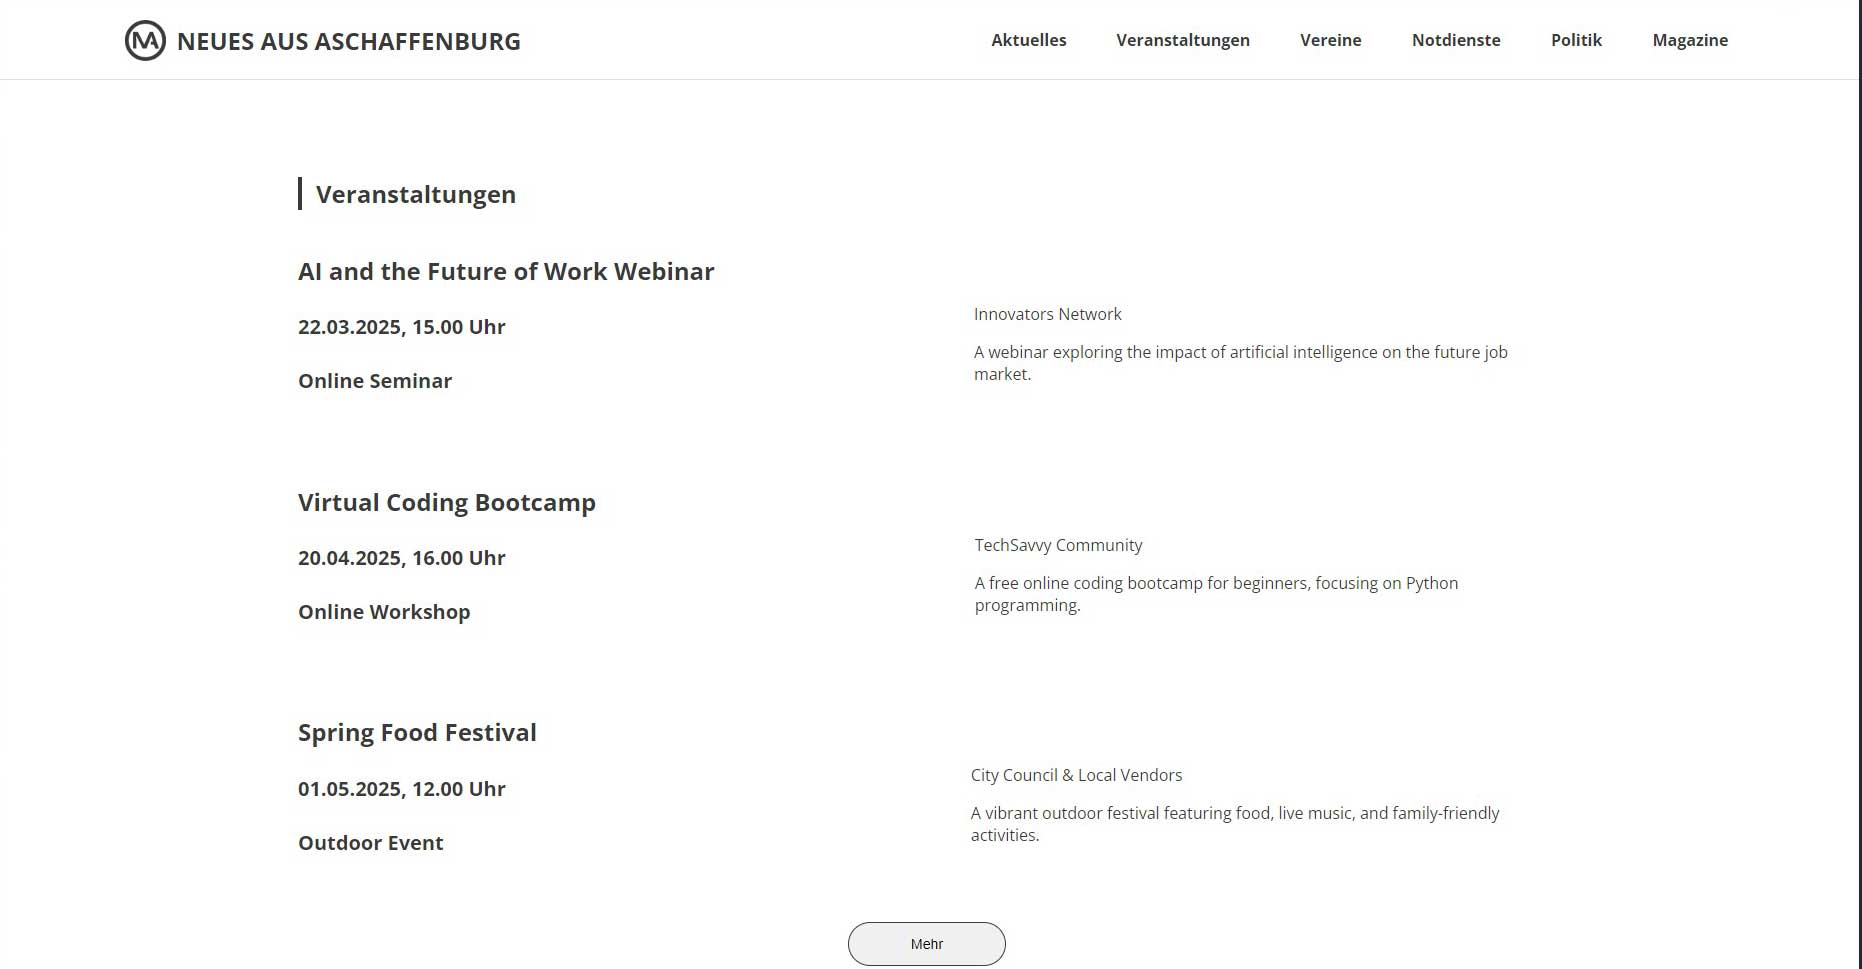 MA NEUES AUS ASCHAFFENBURG
Aktuelles Veranstaltungen Vereine Notdienste Politik Magazine
Veranstaltungen
AI and the Future of Work Webinar
22.03.2025, 15.00 Uhr
Online Seminar
Innovators Network
A webinar exploring the impact of artificial intelligence on the future job
market.
Virtual Coding Bootcamp
20.04.2025, 16.00 Uhr
Online Workshop
TechSavvy Community
A free online coding bootcamp for beginners, focusing on Python
programming.
Spring Food Festival
01.05.2025, 12.00 Uhr
Outdoor Event
City Council & Local Vendors
A vibrant outdoor festival featuring food, live music, and family-friendly
activities.
Mehr